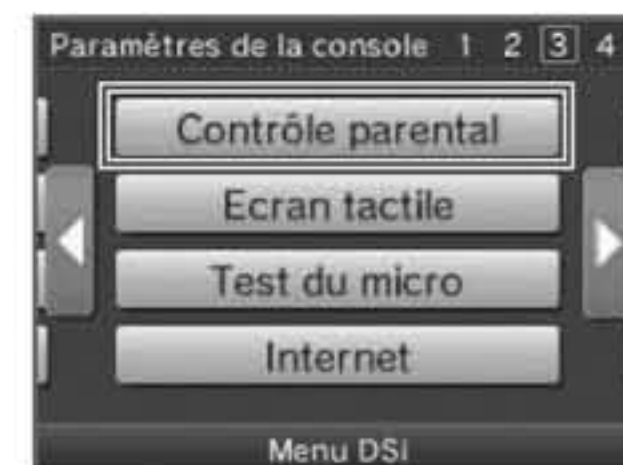 Paramètres de la console 1 2 3 4
Contrôle parental
Ecran tactile
Test du micro
Internet
Menu DSi